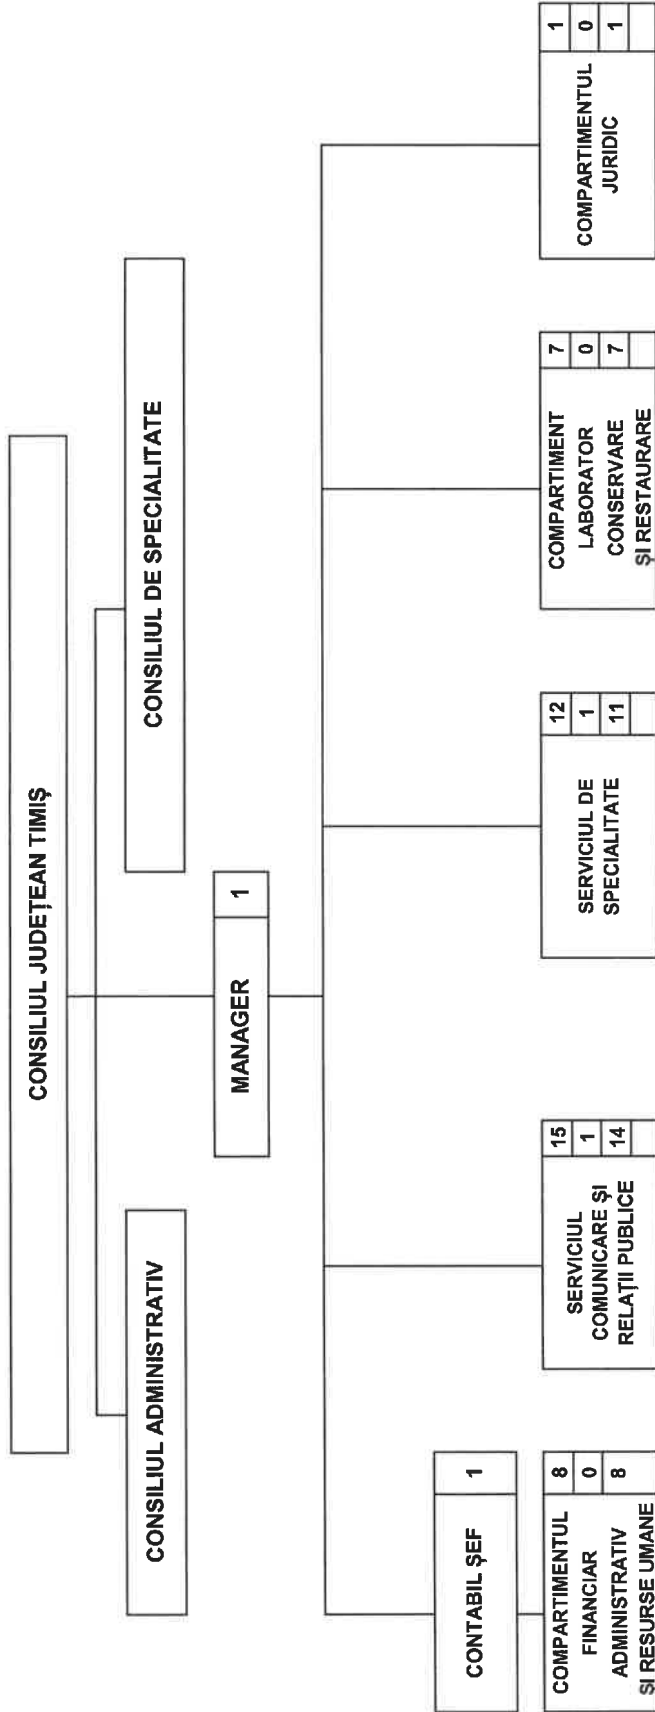 CONSILIUL JUDEȚEAN TIMIȘ
CONSILIUL ADMINISTRATIV
CONSILIUL DE SPECIALITATE
MANAGER
1
CONTABIL ȘEF
1
COMPARTIMENTUL
FINANCIAR
ADMINISTRATIV
ȘI RESURSE UMANE
8
0
8
SERVICIUL
COMUNICARE ȘI
RELAȚII PUBLICE
15
1
14
SERVICIUL DE
SPECIALITATE
12
1
11
COMPARTIMENT
LABORATOR
CONSERVARE
ȘI RESTAURARE
7
0
7
COMPARTIMENTUL
JURIDIC
1
0
1